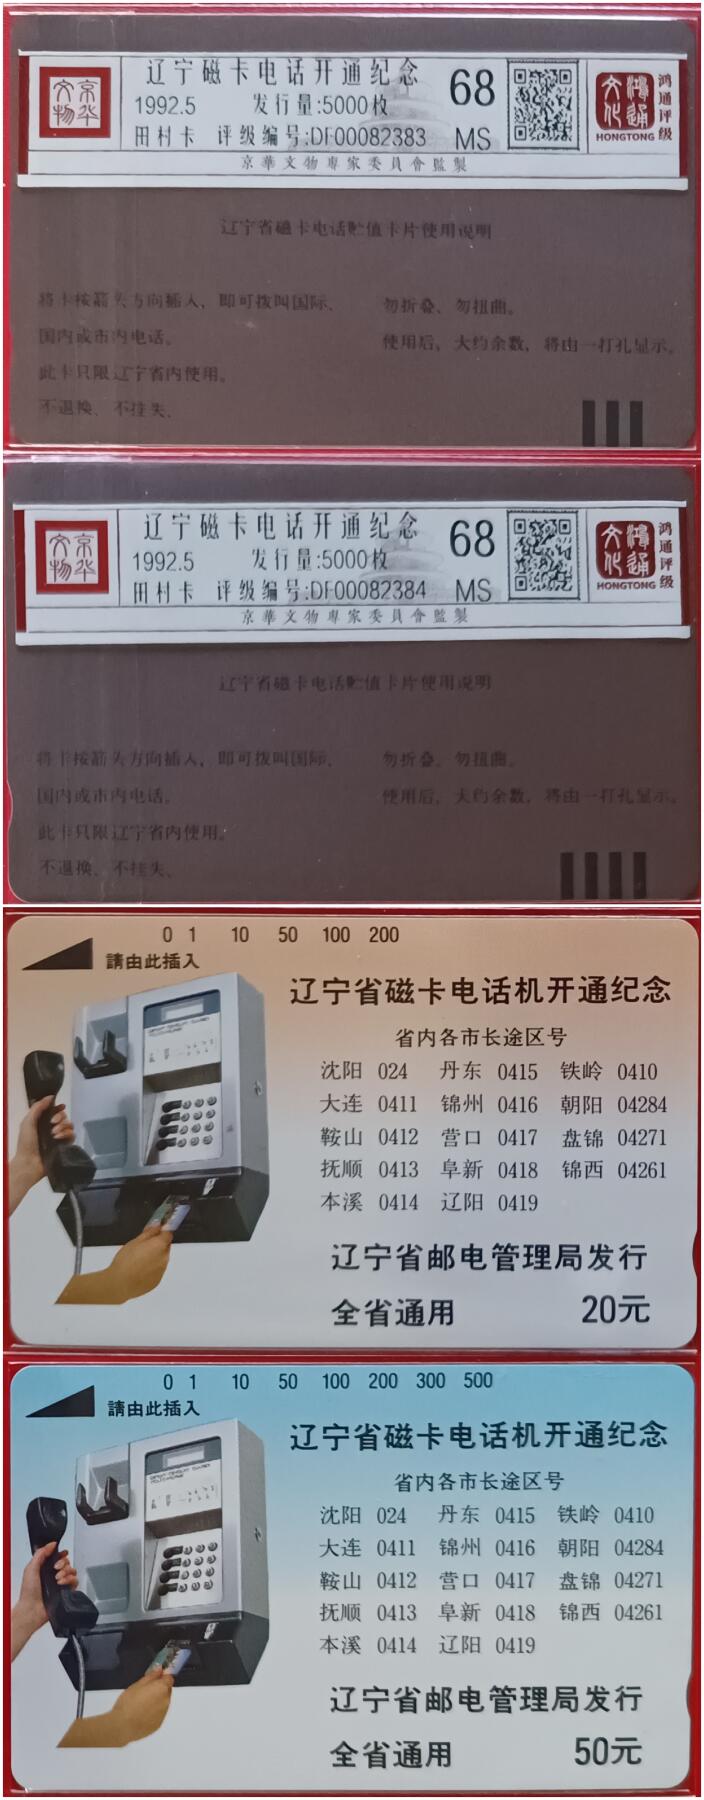 京华文物
辽宁磁卡电话开通纪念
1992.5 发行量:5000枚
田村卡 评级编号:DF00082383
68
MS
鸿通文化
HONGTONG
鸿通评级
京華文物專家委員會監製
辽宁省磁卡电话贮值卡片使用说明
将卡按箭头方向插入，即可拨叫国际、
国内或市内电话。
此卡只限辽宁省内使用。
不退换、不挂失、
勿折叠、勿扭曲。
使用后，大约余数，将由一打孔显示。
京华文物
辽宁磁卡电话开通纪念
1992.5 发行量:5000枚
田村卡 评级编号:DF00082384
68
MS
鸿通文化
HONGTONG
鸿通评级
京華文物專家委員會監製
辽宁省磁卡电话贮值卡片使用说明
将卡按箭头方向插入，即可拨叫国际、
国内或市内电话。
此卡只限辽宁省内使用。
不退换、不挂失、
勿折叠、勿扭曲。
使用后，大约余数，将由一打孔显示。
0 1 10 50 100 200
請由此插入
辽宁省磁卡电话机开通纪念
省内各市长途区号
沈阳 024 丹东 0415 铁岭 0410
大连 0411 锦州 0416 朝阳 04284
鞍山 0412 营口 0417 盘锦 04271
抚顺 0413 阜新 0418 锦西 04261
本溪 0414 辽阳 0419
辽宁省邮电管理局发行
全省通用 20元
0 1 10 50 100 200 300 500
請由此插入
辽宁省磁卡电话机开通纪念
省内各市长途区号
沈阳 024 丹东 0415 铁岭 0410
大连 0411 锦州 0416 朝阳 04284
鞍山 0412 营口 0417 盘锦 04271
抚顺 0413 阜新 0418 锦西 04261
本溪 0414 辽阳 0419
辽宁省邮电管理局发行
全省通用 50元